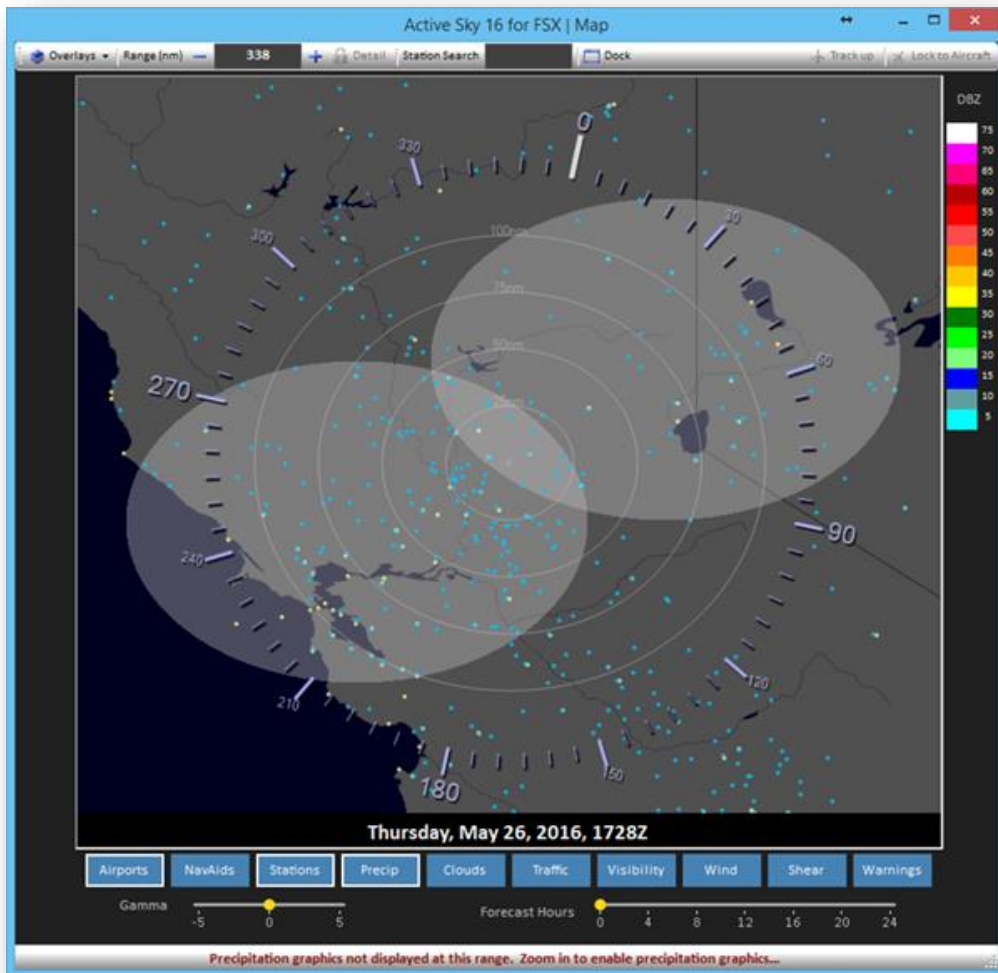 Active Sky 16 for FSX | Map
Overlays Range (nm) 338 Detail Station Search Dock Track up Lock to Aircraft
DBZ
75
70
65
60
55
50
45
40
35
30
25
20
15
10
5
0
330
30
300
100nm
75nm
50nm
60
270
25nm
90
240
120
210
150
180
Thursday, May 26, 2016, 1728Z
Airports NavAids Stations Precip Clouds Traffic Visibility Wind Shear Warnings
Gamma -5 0 5
Forecast Hours 0 4 8 12 16 20 24
Precipitation graphics not displayed at this range. Zoom in to enable precipitation graphics...